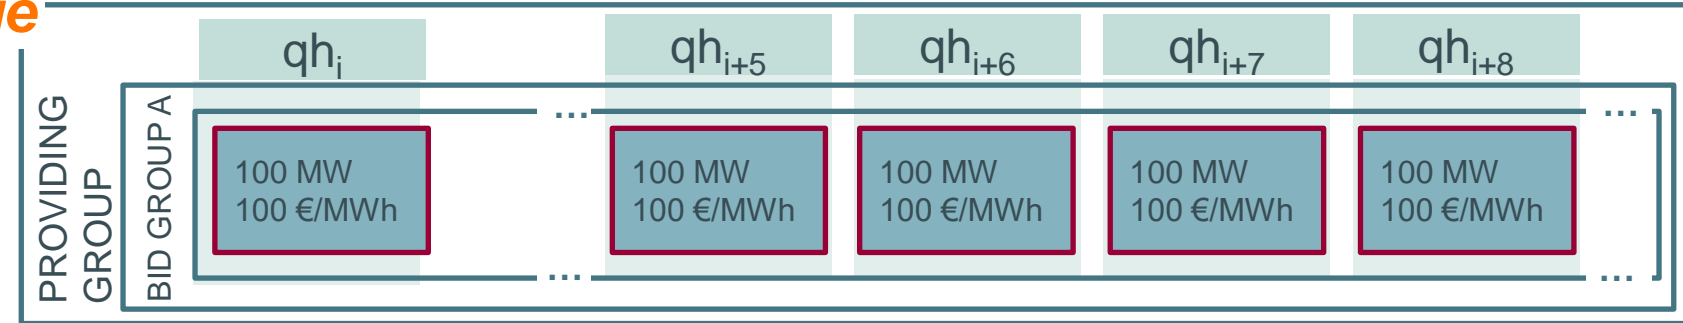 qhᵢ
qhᵢ₊₅
qhᵢ₊₆
qhᵢ₊₇
qhᵢ₊₈
PROVIDING
GROUP
BID GROUP A
...
...
100 MW
100 €/MWh
100 MW
100 €/MWh
100 MW
100 €/MWh
100 MW
100 €/MWh
100 MW
100 €/MWh
...
...